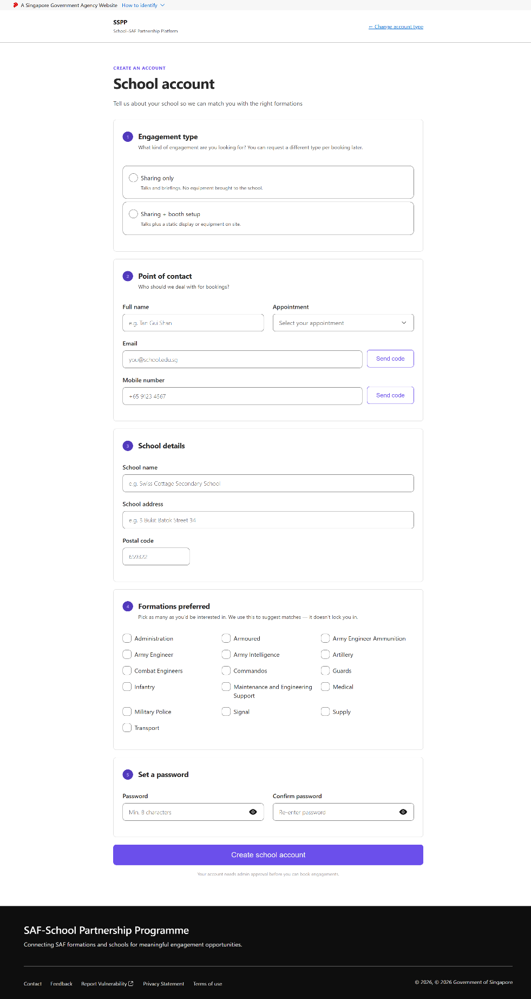 A Singapore Government Agency Website How to identify
SSPP
School–SAF Partnership Platform
← Change account type
CREATE AN ACCOUNT
School account
Tell us about your school so we can match you with the right formations
1 Engagement type
What kind of engagement are you looking for? You can request a different type per booking later.
Sharing only
Talks and briefings. No equipment brought to the school.
Sharing + booth setup
Talks plus a static display or equipment on site.
2 Point of contact
Who should we deal with for bookings?
Full name Appointment
e.g. Tan Gui Shan Select your appointment
Email
you@school.edu.sg Send code
Mobile number
+65 9123 4567 Send code
3 School details
School name
e.g. Swiss Cottage Secondary School
School address
e.g. 3 Bukit Batok Street 34
Postal code
659322
4 Formations preferred
Pick as many as you'd be interested in. We use this to suggest matches — it doesn't lock you in.
Administration Armoured Army Engineer Ammunition
Army Engineer Army Intelligence Artillery
Combat Engineers Commandos Guards
Infantry Maintenance and Engineering Medical
Support
Military Police Signal Supply
Transport
5 Set a password
Password Confirm password
Min. 8 characters Re-enter password
Create school account
Your account needs admin approval before you can book engagements.
SAF-School Partnership Programme
Connecting SAF formations and schools for meaningful engagement opportunities.
Contact Feedback Report Vulnerability Privacy Statement Terms of use
© 2026, © 2026 Government of Singapore